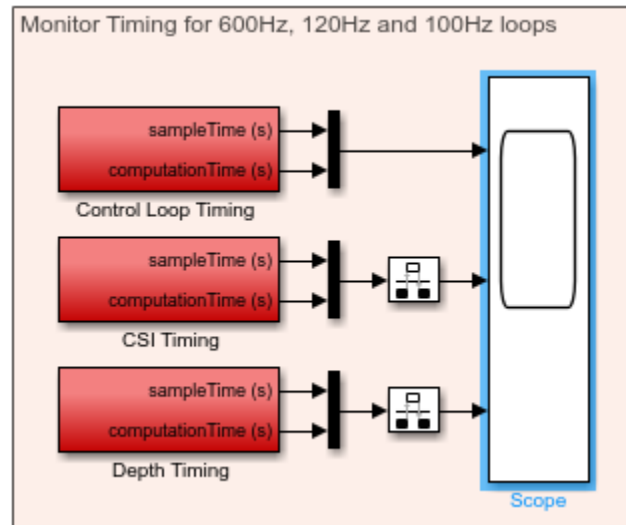 Monitor Timing for 600Hz, 120Hz and 100Hz loops
sampleTime (s)
computationTime (s)
Control Loop Timing
sampleTime (s)
computationTime (s)
CSI Timing
sampleTime (s)
computationTime (s)
Depth Timing
Scope